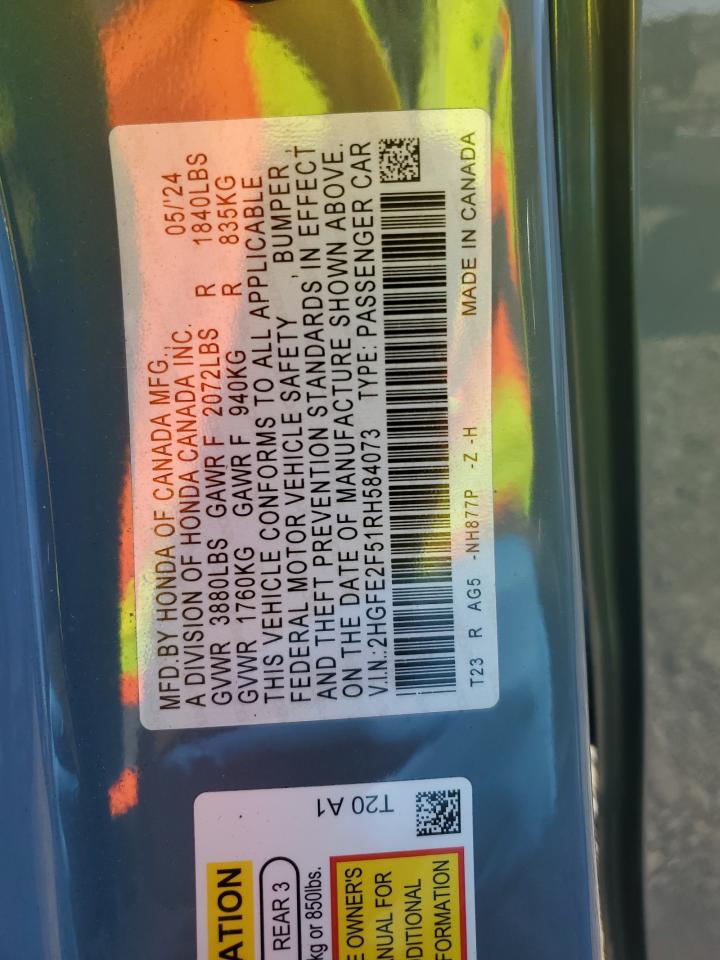 MFD.BY HONDA OF CANADA MFG., 05/'24
A DIVISION OF HONDA CANADA INC.
GVWR 3880LBS GAWR F 2072LBS R 1840LBS
GVWR 1760KG GAWR F 940KG R 835KG
THIS VEHICLE CONFORMS TO ALL APPLICABLE
FEDERAL MOTOR VEHICLE SAFETY , BUMPER ,
AND THEFT PREVENTION STANDARDS, IN EFFECT
ON THE DATE OF MANUFACTURE SHOWN ABOVE.
V.I.N.:2HGFE2F51RH584073 TYPE: PASSENGER CAR
T23 R AG5 -NH877P -Z -H MADE IN CANADA
T20 A1
ATION
REAR 3
kg or 850lbs.
E OWNER'S
NUAL FOR
DDITIONAL
FORMATION